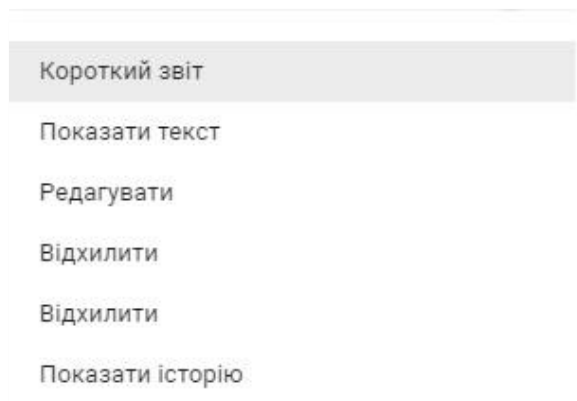 Короткий звіт
Показати текст
Редагувати
Відхилити
Відхилити
Показати історію